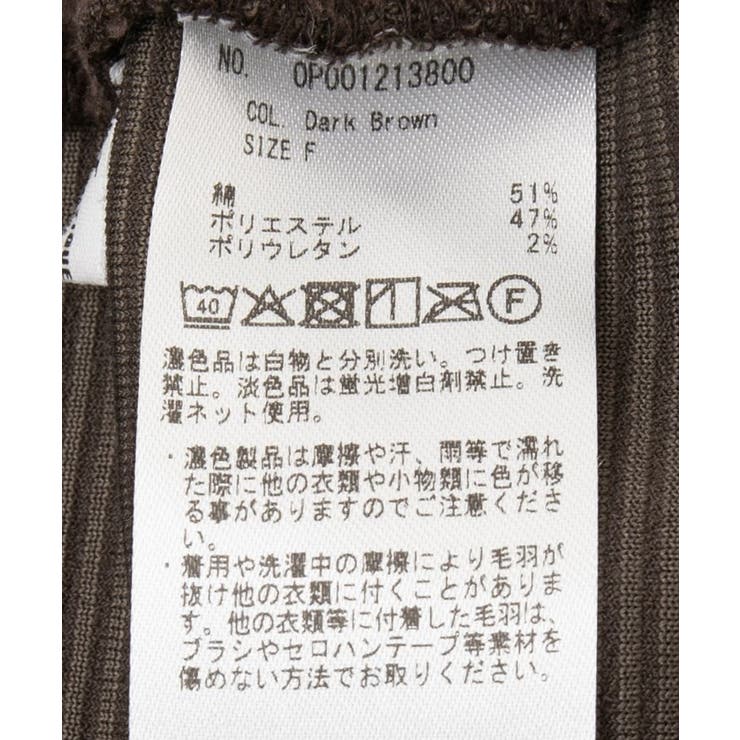 NO. OP001213800
COL. Dark Brown
SIZE F
綿 51%
ポリエステル 47%
ポリウレタン 2%
40 F
濃色品は白物と分別洗い。つけ置き
禁止。淡色品は蛍光増白剤禁止。洗
濯ネット使用。
・濃色製品は摩擦や汗、雨等で濡れ
た際に他の衣類や小物類に色が移
る事がありますのでご注意くださ
い。
・着用や洗濯中の摩擦により毛羽が
抜け他の衣類に付くことがありま
す。他の衣類等に付着した毛羽は、
ブラシやセロハンテープ等素材を
傷めない方法でお取りください。